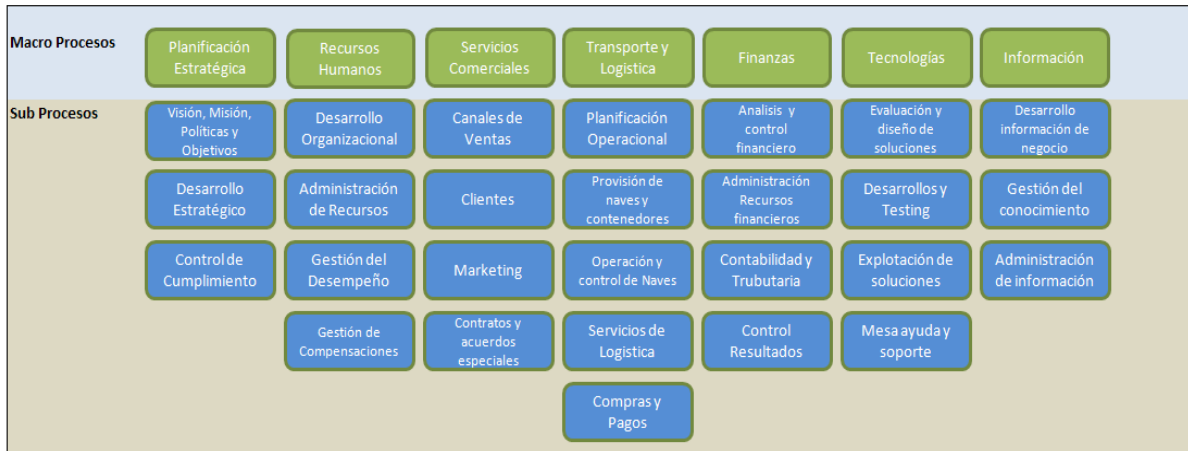 Macro Procesos
Planificación
Estratégica
Recursos
Humanos
Servicios
Comerciales
Transporte y
Logistica
Finanzas
Tecnologías
Información
Sub Procesos
Visión, Misión,
Políticas y
Objetivos
Desarrollo
Organizacional
Canales de
Ventas
Planificación
Operacional
Analisis y
control
financiero
Evaluación y
diseño de
soluciones
Desarrollo
información de
negocio
Desarrollo
Estratégico
Administración
de Recursos
Clientes
Provisión de
naves y
contenedores
Administración
Recursos
financieros
Desarrollos y
Testing
Gestión del
conocimiento
Control de
Cumplimiento
Gestión del
Desempeño
Marketing
Operación y
control de Naves
Contabilidad y
Trubutaria
Explotación de
soluciones
Administración
de información
Gestión de
Compensaciones
Contratos y
acuerdos
especiales
Servicios de
Logistica
Control
Resultados
Mesa ayuda y
soporte
Compras y
Pagos